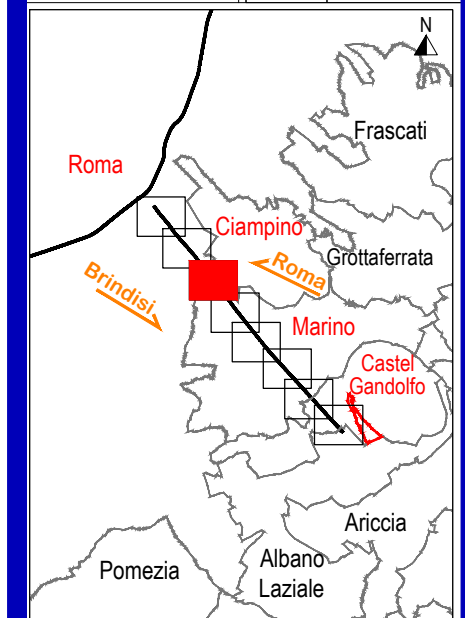 N
Frascati
Roma
Ciampino
Grottaferrata
Roma
Brindisi
Marino
Castel
Gandolfo
Ariccia
Albano
Laziale
Pomezia